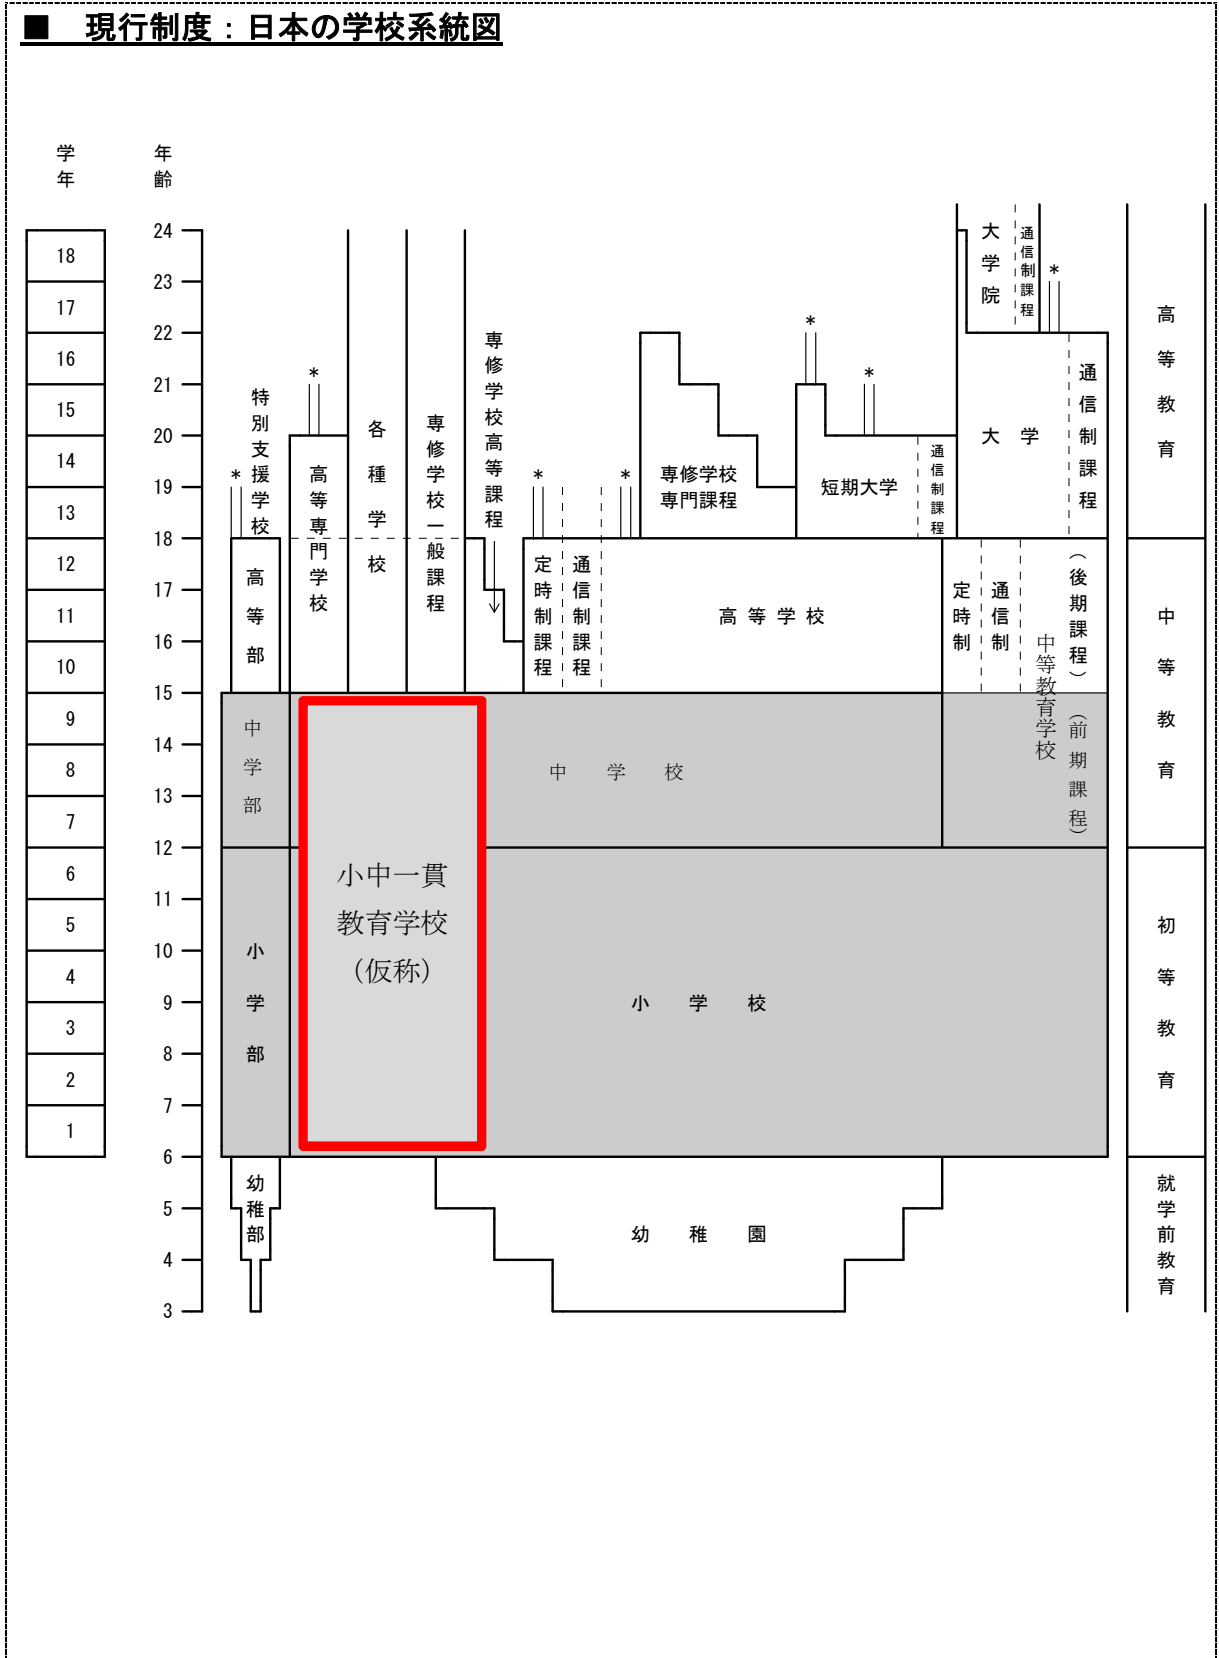 ■　現行制度：日本の学校系統図
学年
年齢
18
17
16
15
14
13
12
11
10
9
8
7
6
5
4
3
2
1
24
23
22
21
20
19
18
17
16
15
14
13
12
11
10
9
8
7
6
5
4
3
*
特別支援学校
高等部
中学部
小学部
幼稚部
*
高等専門学校
各種学校
専修学校一般課程
専修学校高等課程
*
定時制課程
通信制課程
*
高等学校
専修学校
専門課程
*
短期大学
*
通信制課程
大学院
通信制課程
*
大学
通信制課程
定時制
通信制
中等教育学校
（後期課程）
（前期課程）
中学校
小中一貫
教育学校
（仮称）
小学校
幼稚園
高等教育
中等教育
初等教育
就学前教育